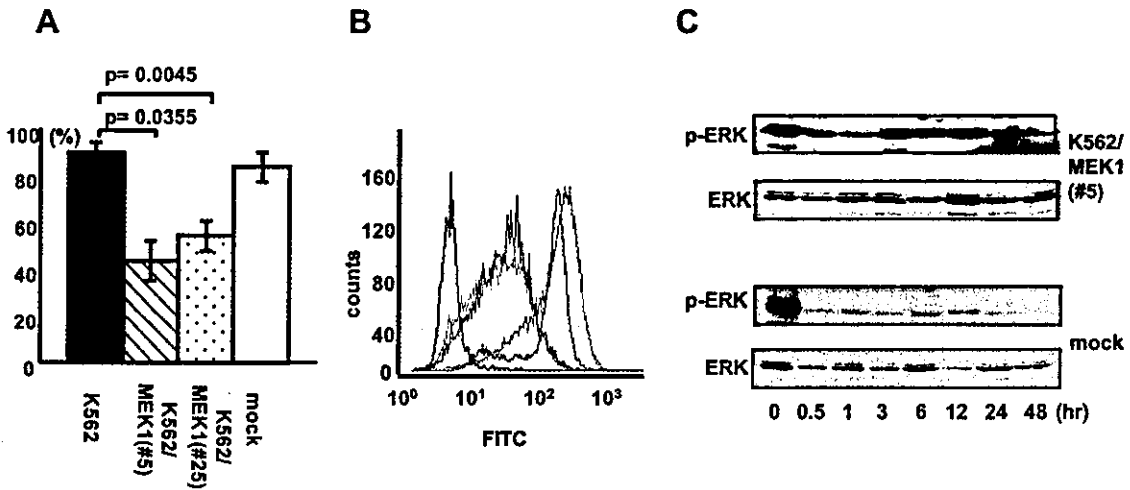 A
B
C
p= 0.0045
p= 0.0355
100 (%)
80
60
40
20
0
K562
K562/
MEK1(#5)
K562/
MEK1(#25)
mock
counts
160
120
80
40
0
10⁰
10¹
10²
10³
FITC
p-ERK
ERK
K562/
MEK1
(#5)
p-ERK
ERK
mock
0 0.5 1 3 6 12 24 48 (hr)